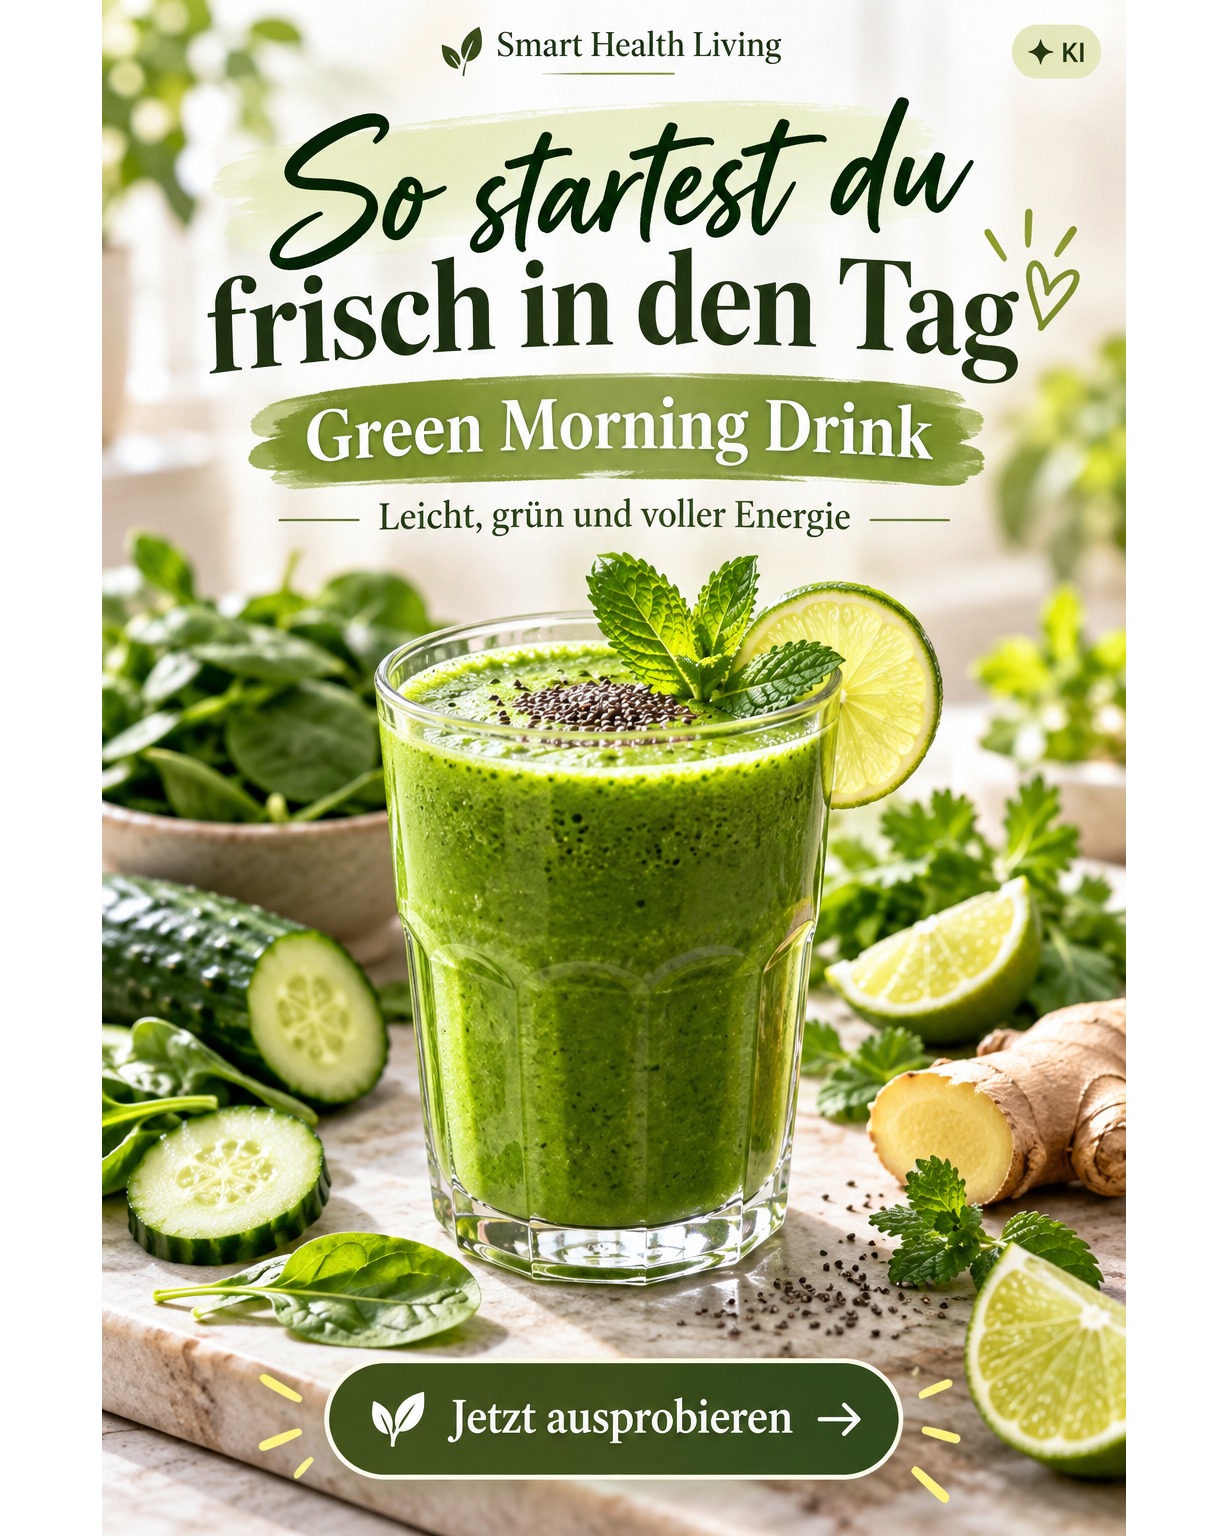 Smart Health Living
KI
So startest du
frisch in den Tag
Green Morning Drink
Leicht, grün und voller Energie
Jetzt ausprobieren